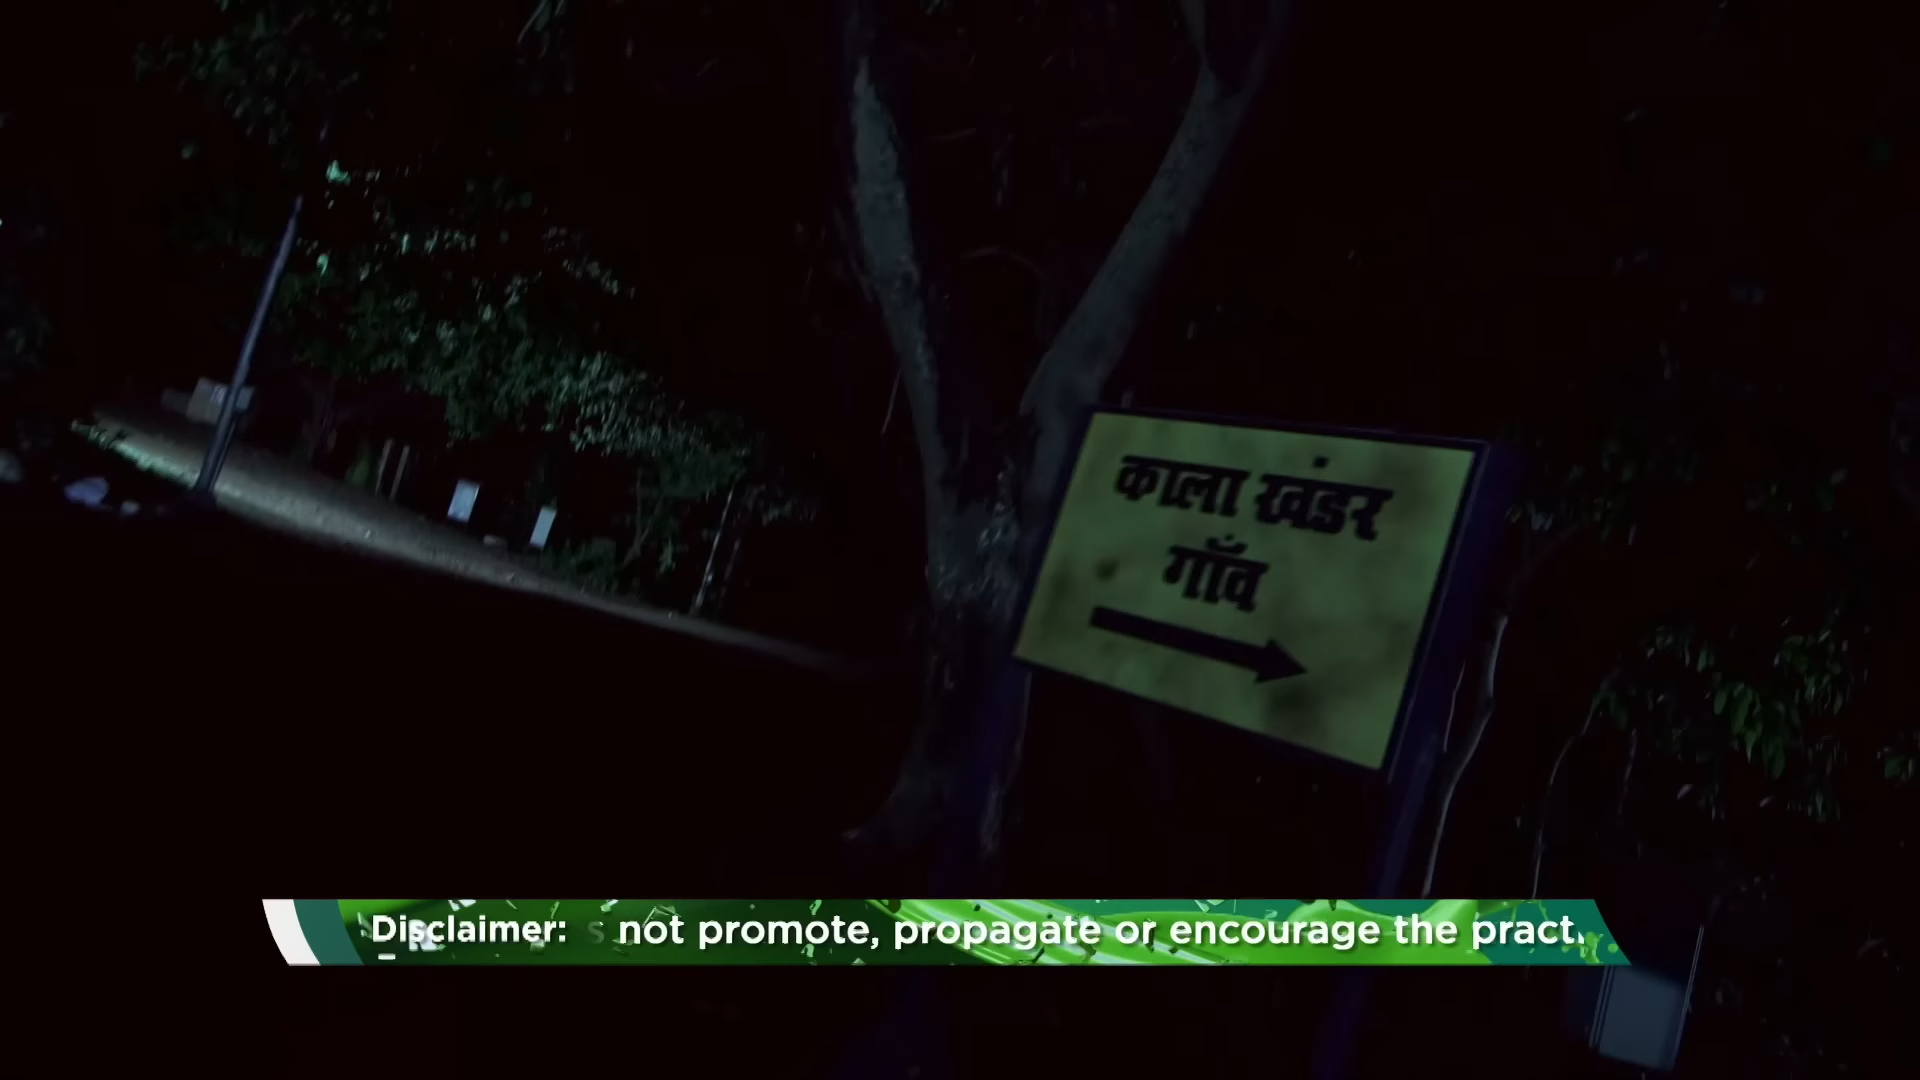 काला खंडर
गाॅंव
Disclaimer: s not promote, propagate or encourage the pract